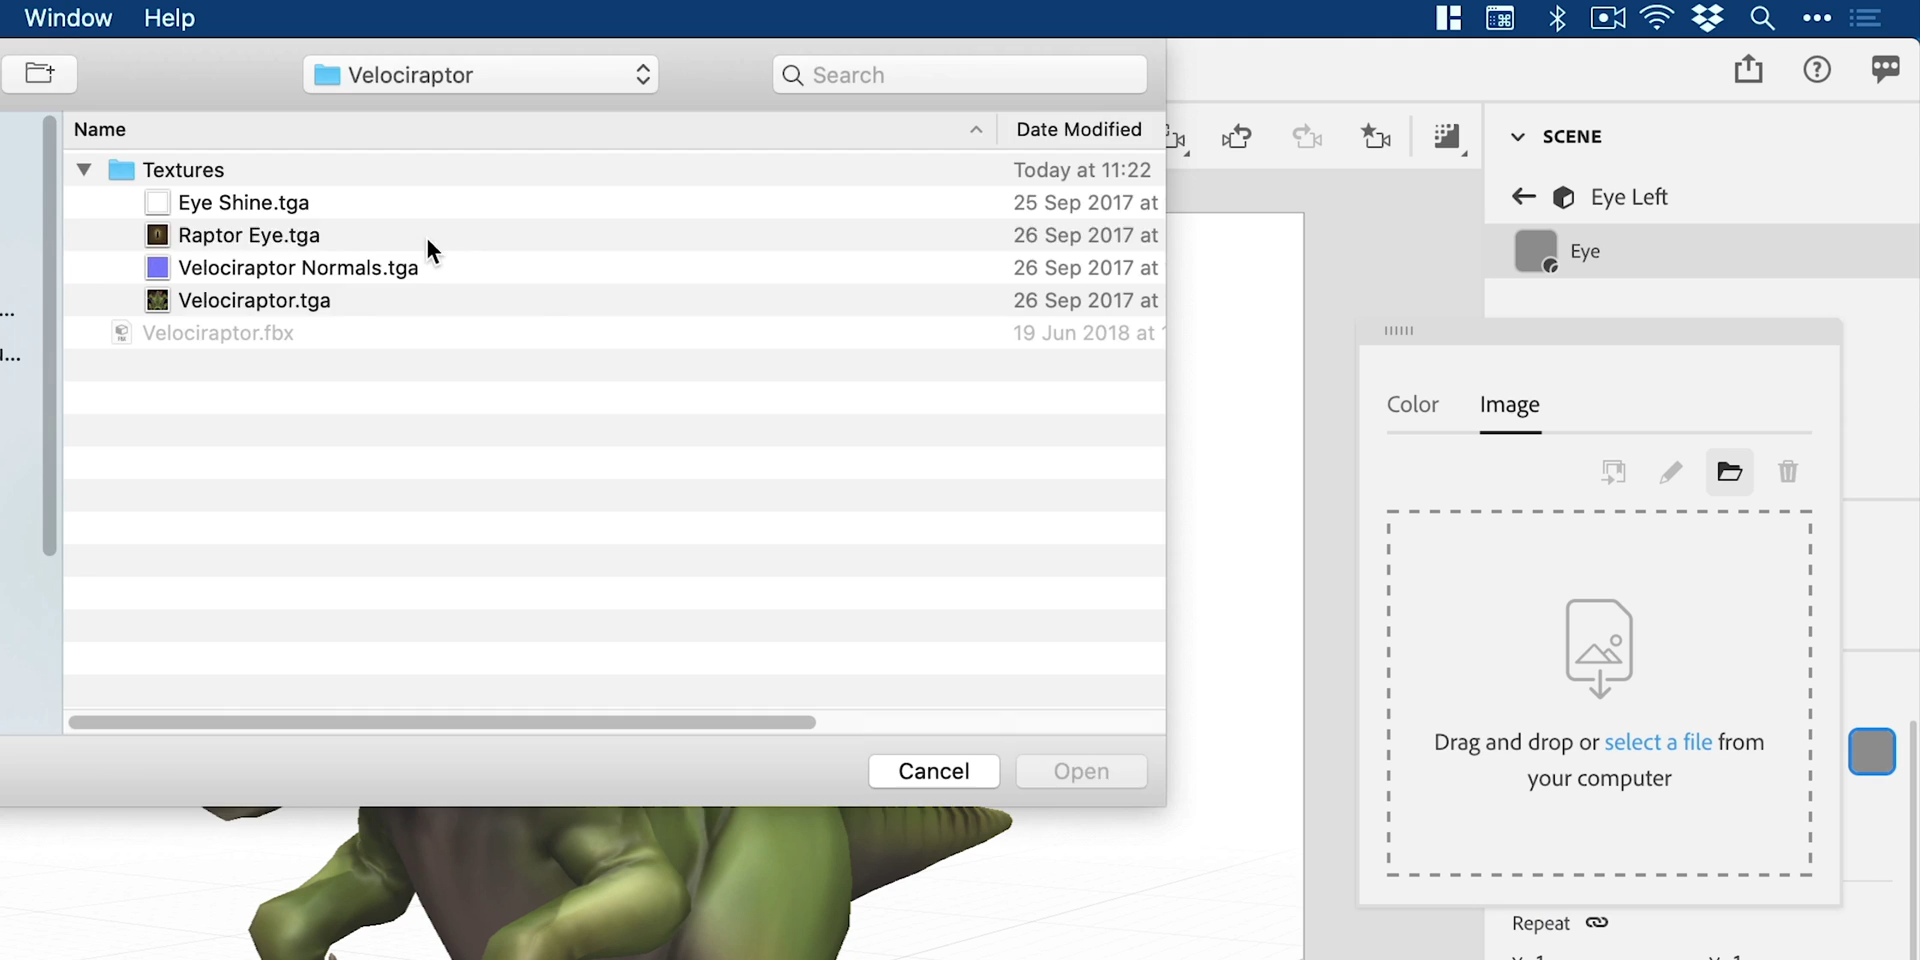 Window Help
Velociraptor
Search
Name
Date Modified
SCENE
Textures
Today at 11:22
Eye Shine.tga
25 Sep 2017 at
Eye Left
Raptor Eye.tga
26 Sep 2017 at
Eye
Velociraptor Normals.tga
26 Sep 2017 at
Velociraptor.tga
26 Sep 2017 at
...
Velociraptor.fbx
19 Jun 2018 at
...
Color Image
Drag and drop or select a file from
your computer
Cancel
Open
Repeat